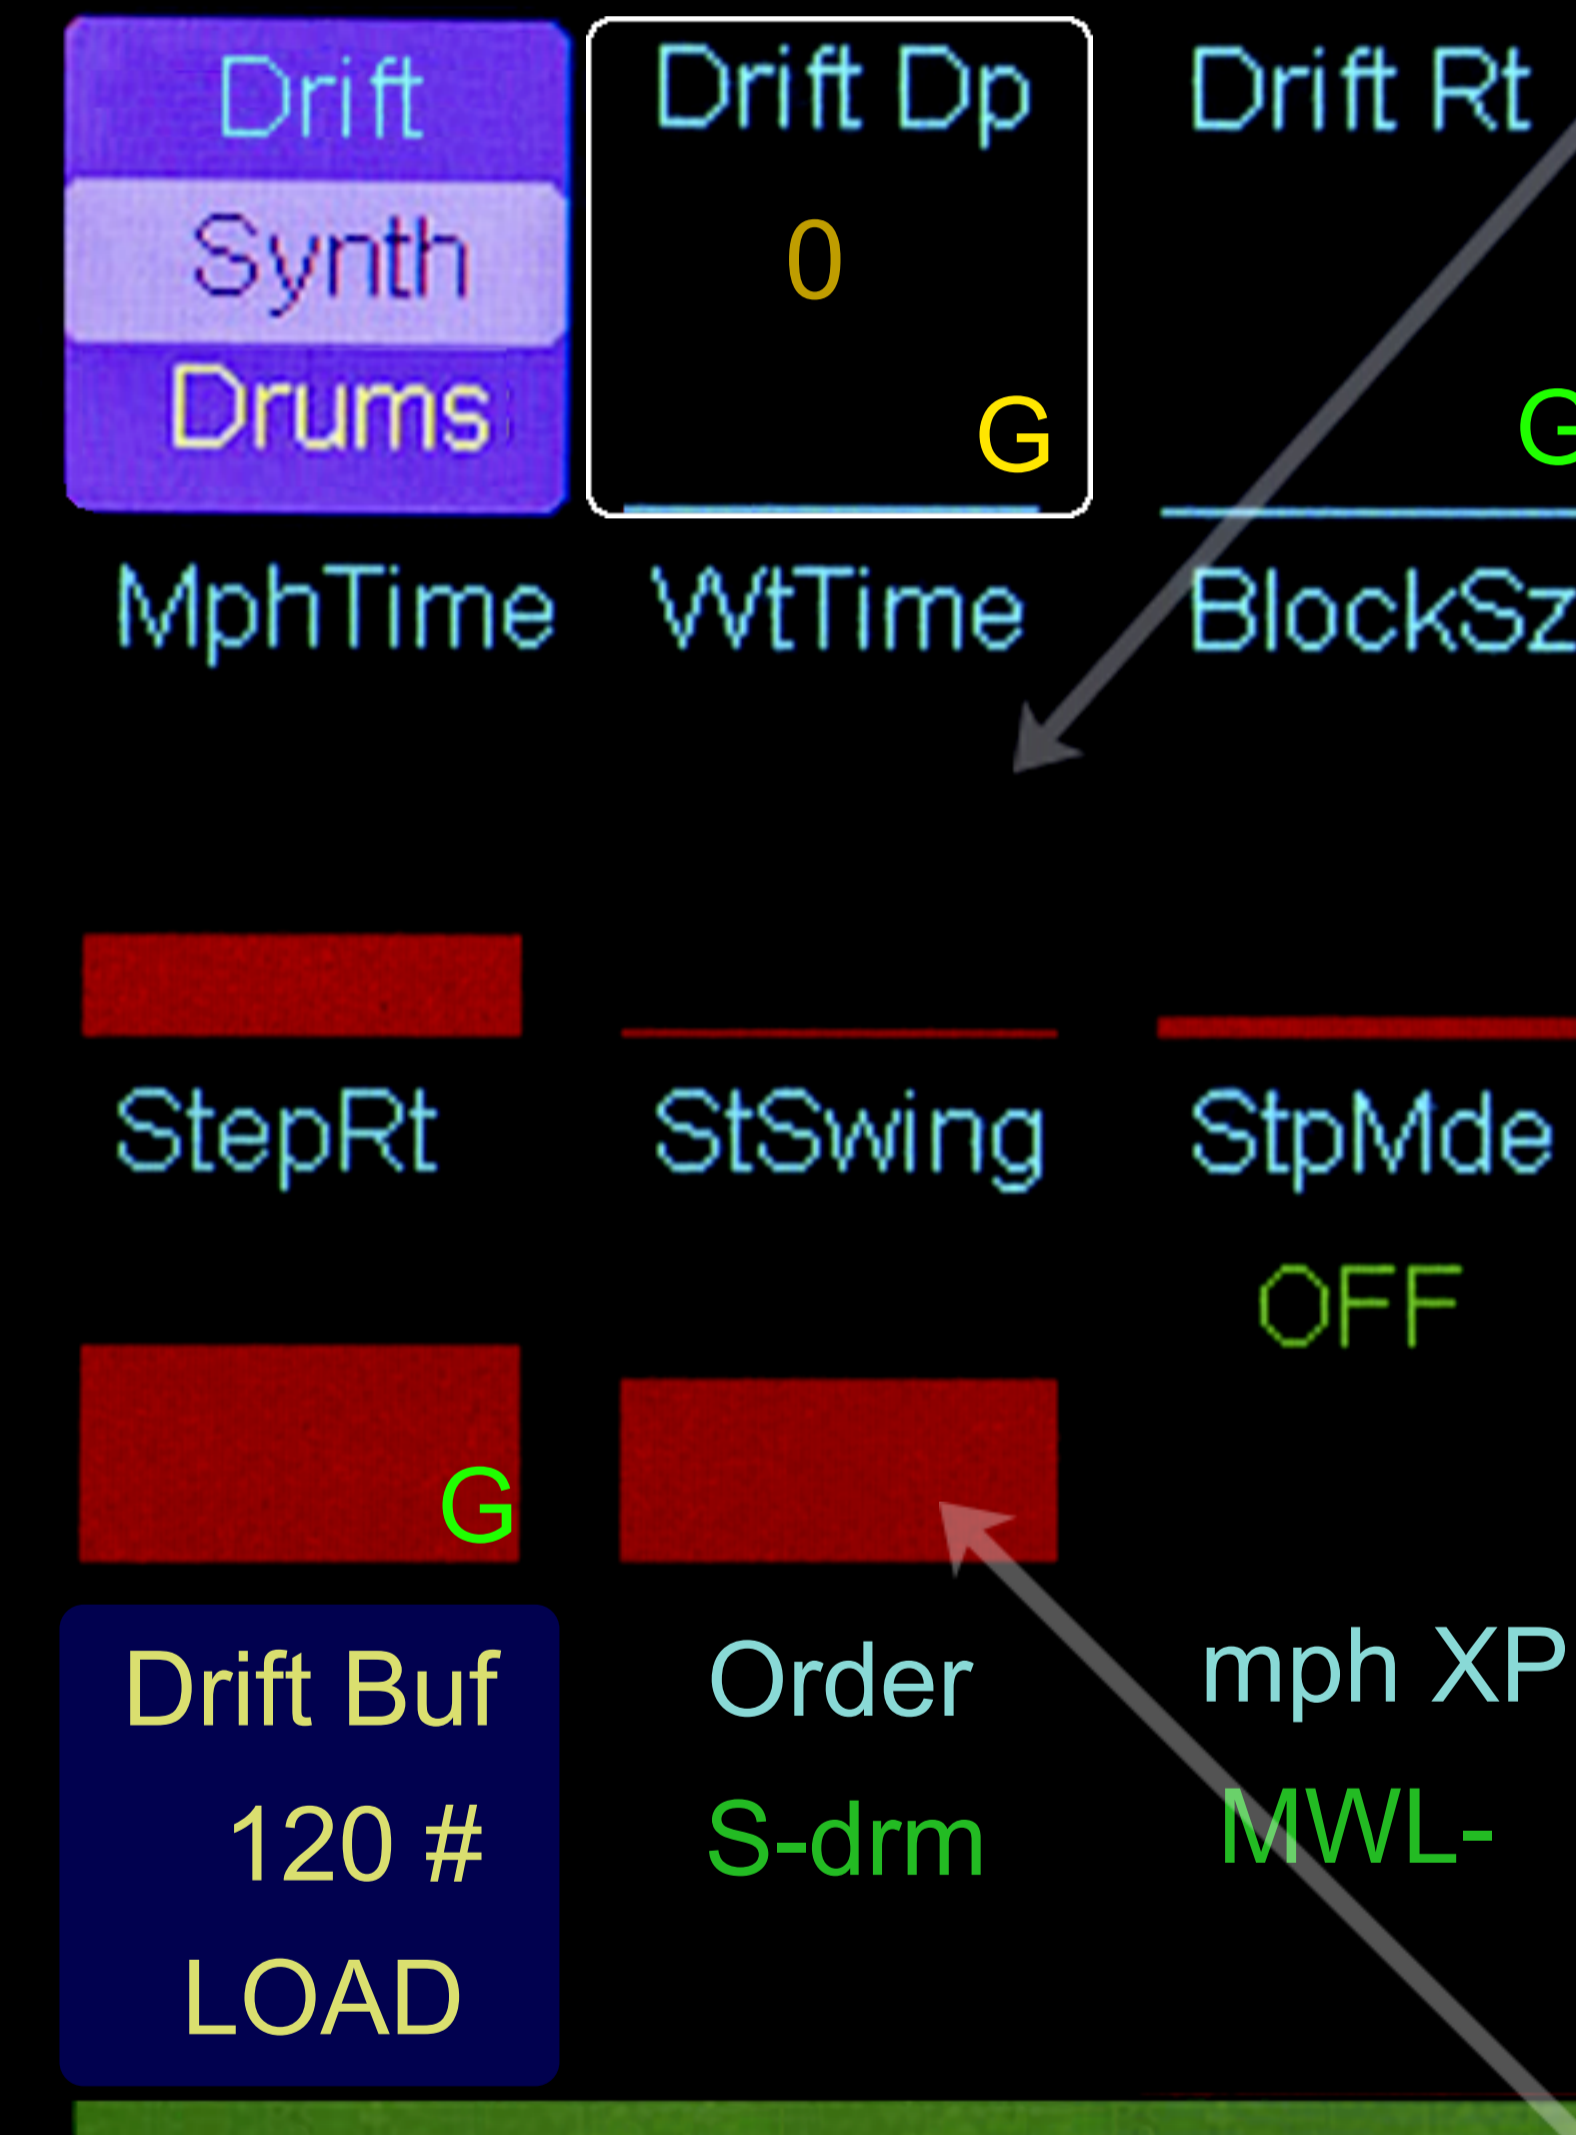 Drift
Synth
Drums
Drift Dp
0
G
Drift Rt
G
MphTime
WtTime
BlockSz
StepRt
G
StSwing
StpMde
OFF
Drift Buf
120 #
LOAD
Order
S-drm
mph XP
MWL-